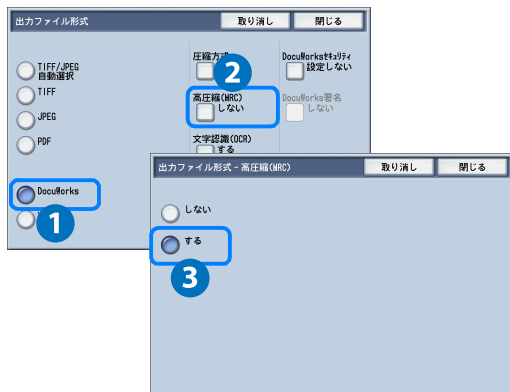 出力ファイル形式
取り消し
閉じる
TIFF/JPEG
自動選択
TIFF
JPEG
PDF
DocuWorks
1
圧縮方式
2
高圧縮(MRC)
しない
文字認識(OCR)
する
DocuWorksセキュリティ
設定しない
DocuWorks署名
しない
出力ファイル形式 - 高圧縮(MRC)
取り消し
閉じる
しない
する
3